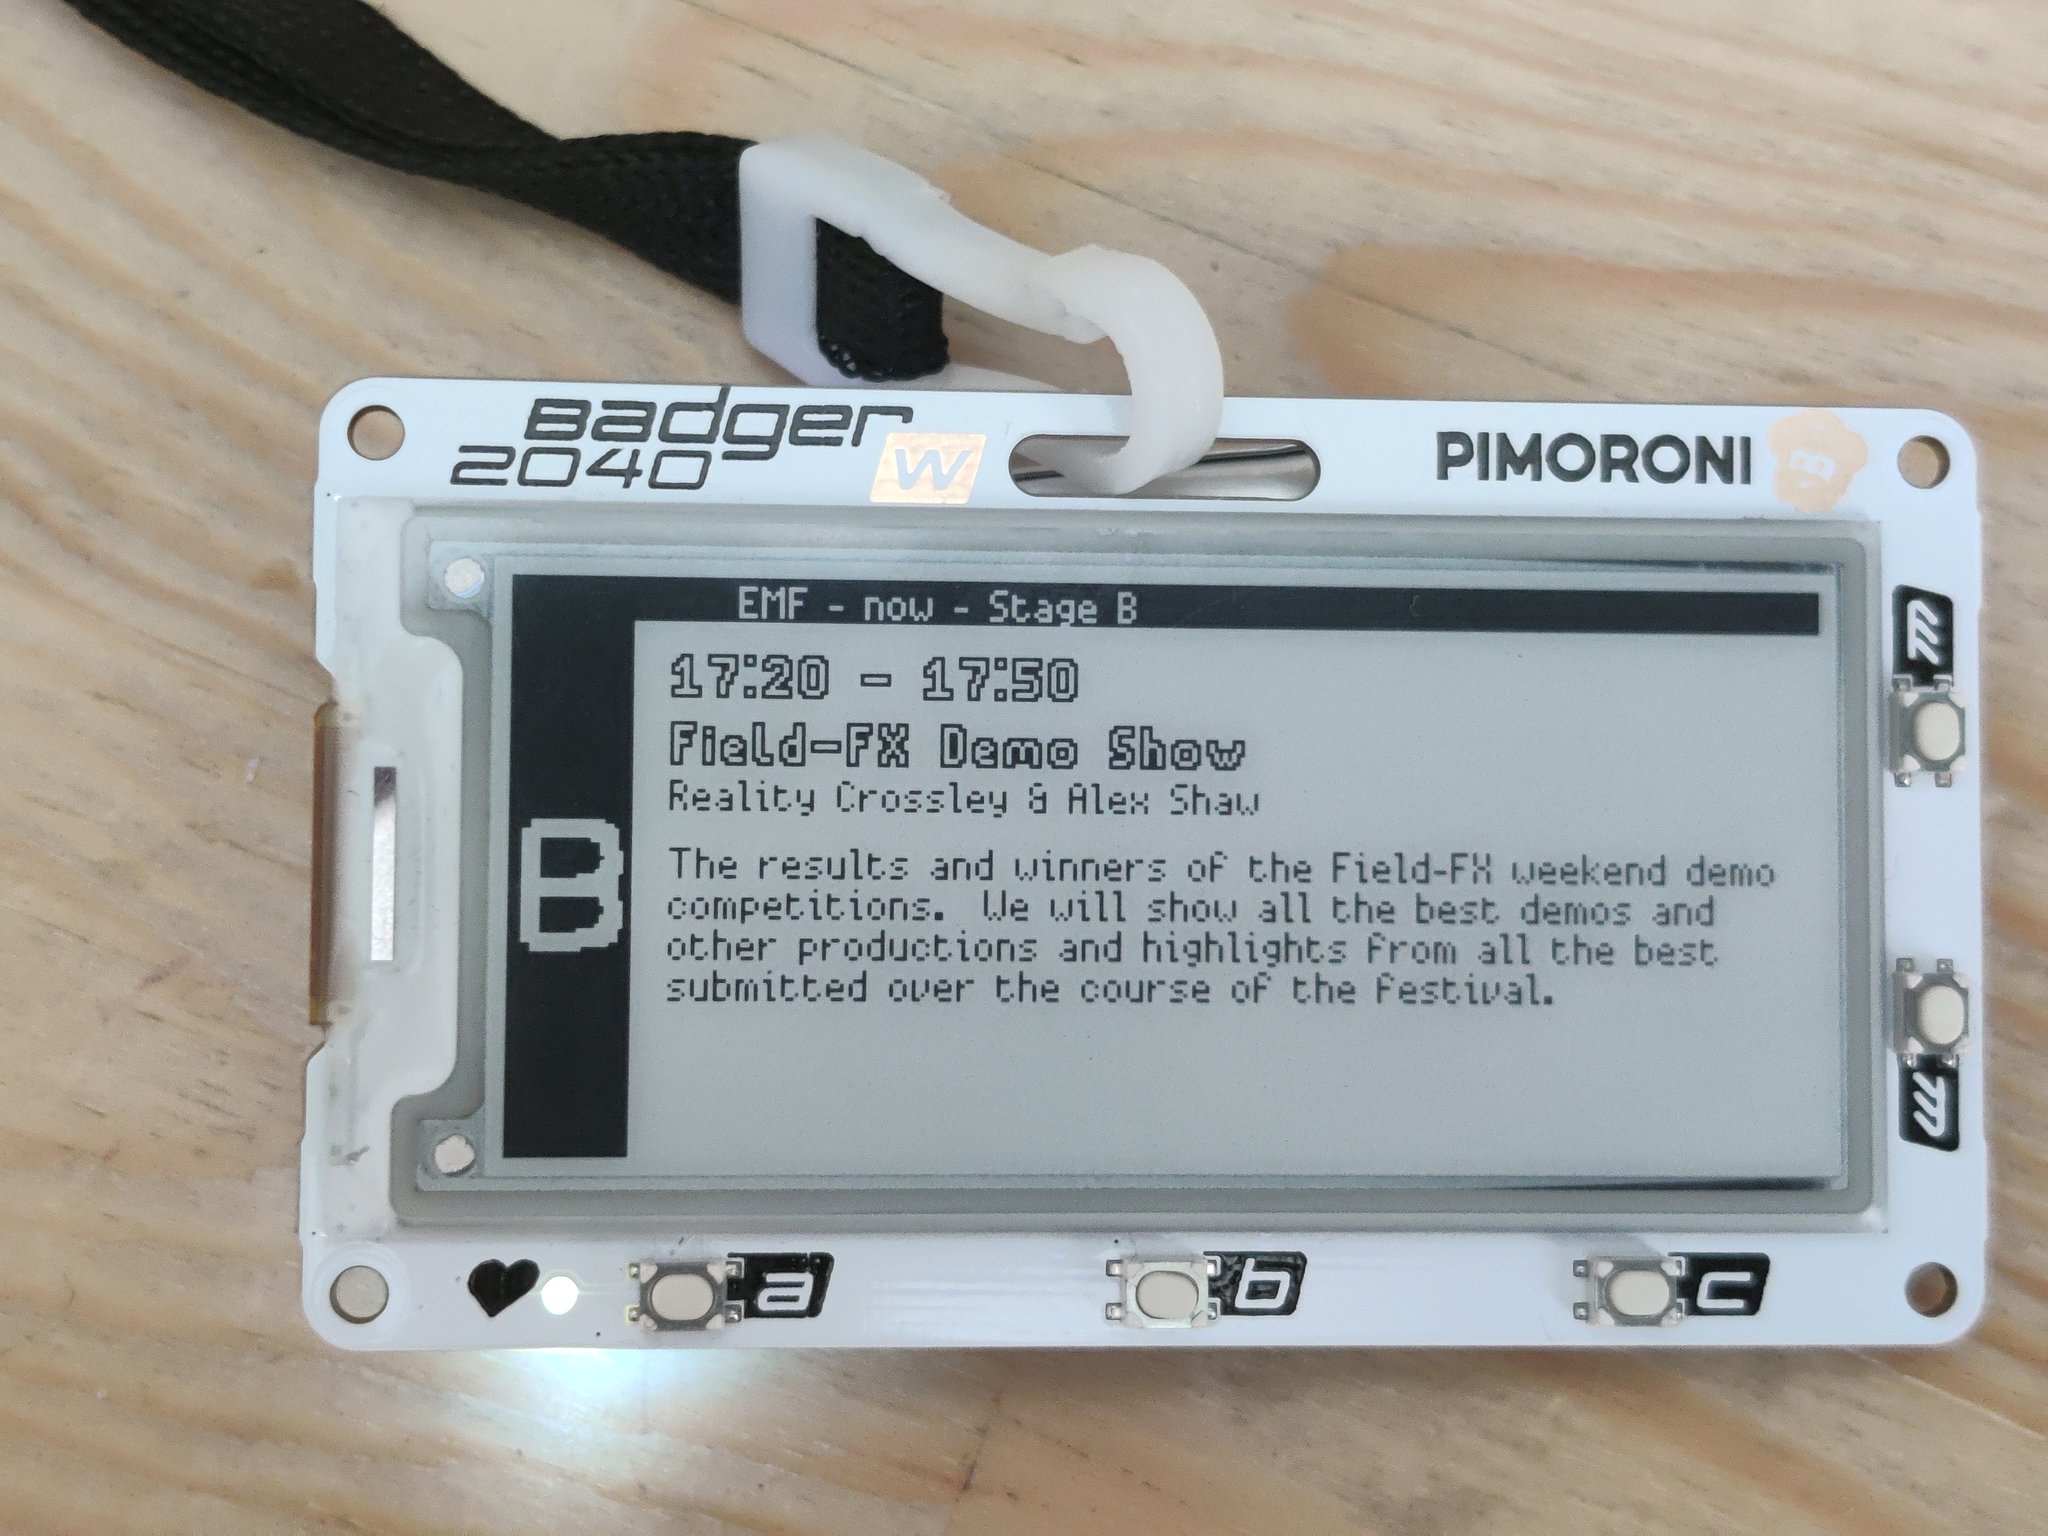 Badger
2040 W
PIMORONI
EMF - now - Stage B
17:20 - 17:50
Field-FX Demo Show
Reality Crossley & Alex Shaw
B
The results and winners of the Field-FX weekend demo
competitions.  We will show all the best demos and
other productions and highlights from all the best
submitted over the course of the festival.
a
b
c